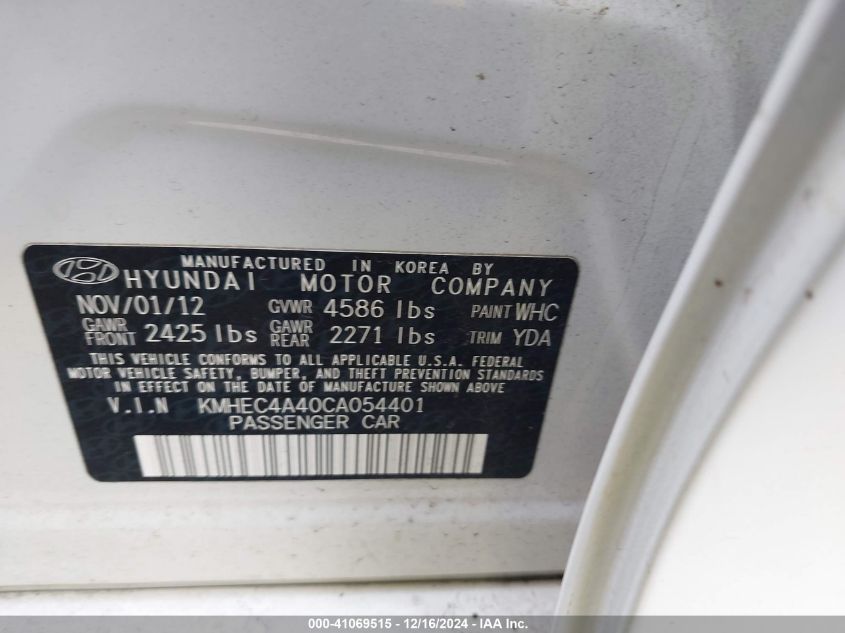 MANUFACTURED IN KOREA BY
HYUNDAI MOTOR COMPANY
NOV/01/12 GVWR 4586 lbs PAINT WHC
GAWR FRONT 2425 lbs GAWR REAR 2271 lbs TRIM YDA
THIS VEHICLE CONFORMS TO ALL APPLICABLE U.S.A. FEDERAL
MOTOR VEHICLE SAFETY, BUMPER, AND THEFT PREVENTION STANDARDS
IN EFFECT ON THE DATE OF MANUFACTURE SHOWN ABOVE
V.I.N KMHEC4A40CA054401
PASSENGER CAR
000-41069515 - 12/16/2024 - IAA Inc.